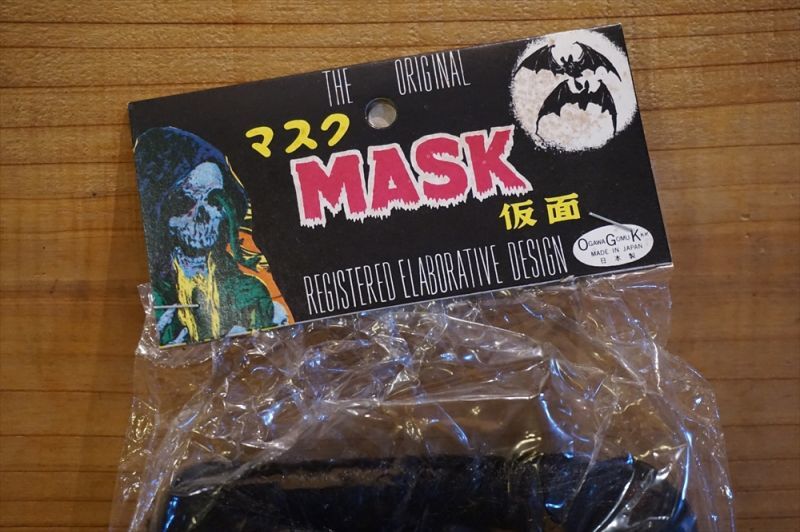 THE ORIGINAL
マスク
MASK
仮面
REGISTERED ELABORATIVE DESIGN
OGAWA GOMU K.K.
MADE IN JAPAN
日本製